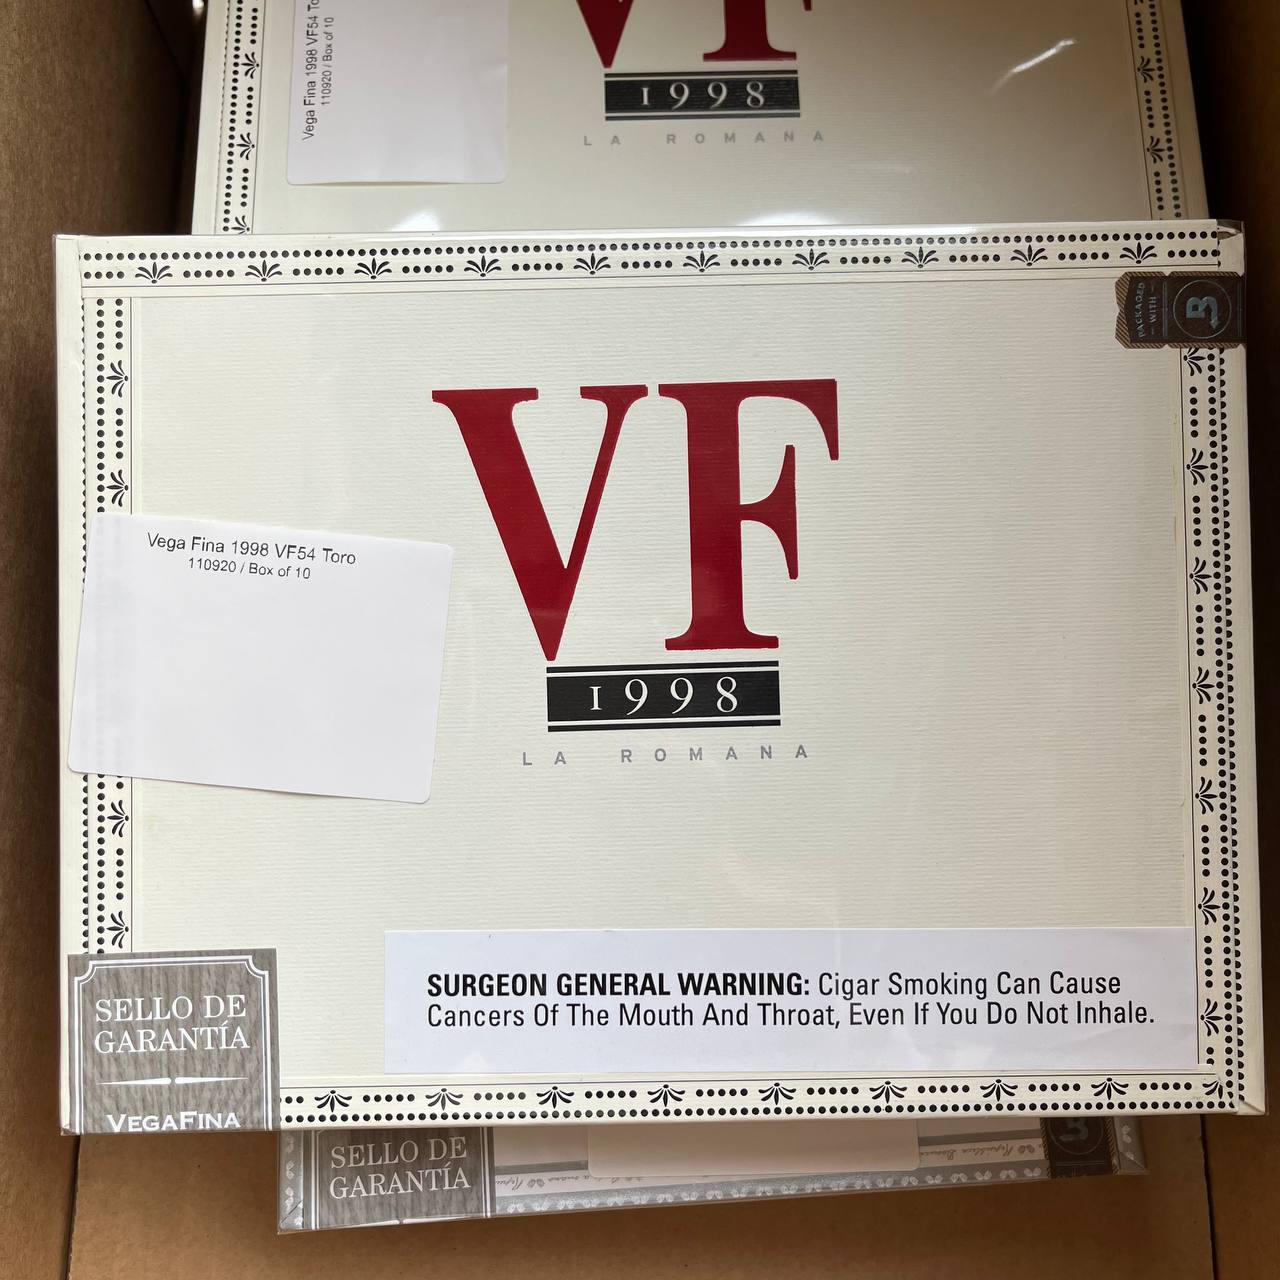 Vega Fina 1998 VF54 To
110920 / Box of 10
VF
1998
LA ROMANA
PACKAGED
WITH
B
VF
1998
LA ROMANA
Vega Fina 1998 VF54 Toro
110920 / Box of 10
SURGEON GENERAL WARNING: Cigar Smoking Can Cause
Cancers Of The Mouth And Throat, Even If You Do Not Inhale.
SELLO DE
GARANTÍA
VEGAFINA
SELLO DE
GARANTÍA